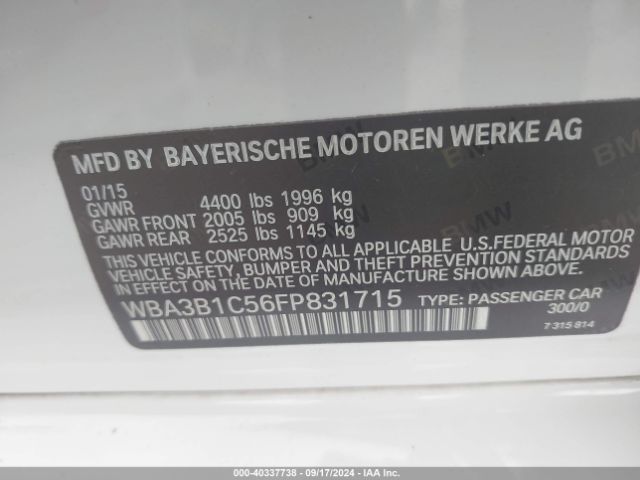 MFD BY BAYERISCHE MOTOREN WERKE AG
01/15
GVWR 4400 lbs 1996 kg
GAWR FRONT 2005 lbs 909 kg
GAWR REAR 2525 lbs 1145 kg
THIS VEHICLE CONFORMS TO ALL APPLICABLE U.S.FEDERAL MOTOR
VEHICLE SAFETY, BUMPER AND THEFT PREVENTION STANDARDS
IN EFFECT ON THE DATE OF MANUFACTURE SHOWN ABOVE.
WBA3B1C56FP831715 TYPE: PASSENGER CAR
300/0
7 315 814
000-40337738 - 09/17/2024 - IAAI.COM